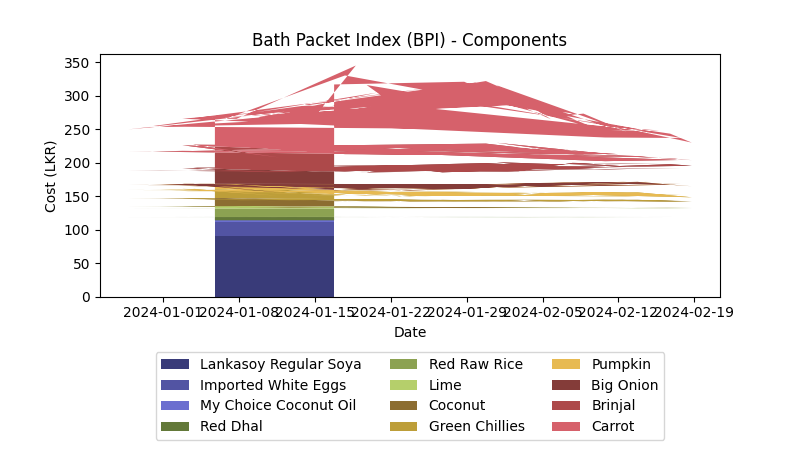 Bath Packet Index (BPI) - Components
350
300
250
200
150
100
50
0
Cost (LKR)
2024-01-01 2024-01-08 2024-01-15 2024-01-22 2024-01-29 2024-02-05 2024-02-12 2024-02-19
Date
Lankasoy Regular Soya Red Raw Rice Pumpkin
Imported White Eggs Lime Big Onion
My Choice Coconut Oil Coconut Brinjal
Red Dhal Green Chillies Carrot